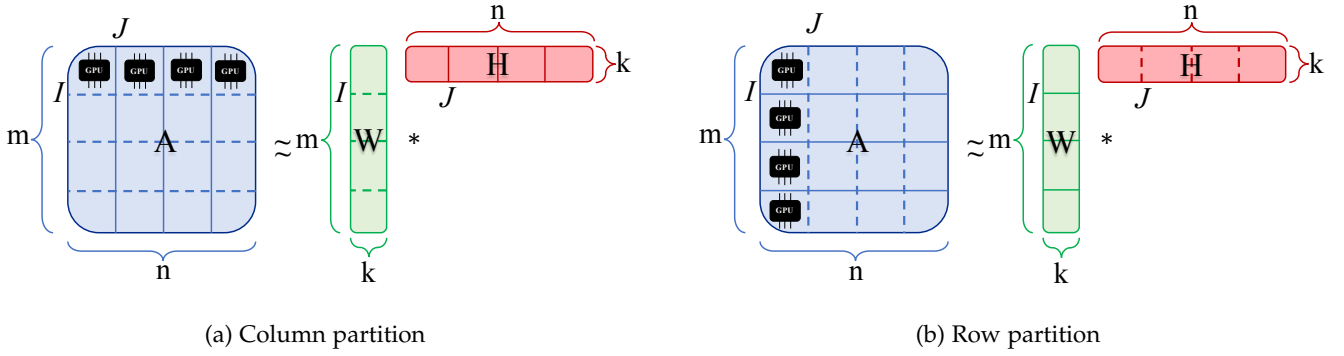 J
GPU GPU GPU GPU
I
m
A
n
≈
I
m
W
k
*
n
H
k
J
(a) Column partition
J
GPU
GPU
GPU
GPU
I
m
A
n
≈
I
m
W
k
*
n
H
k
J
(b) Row partition